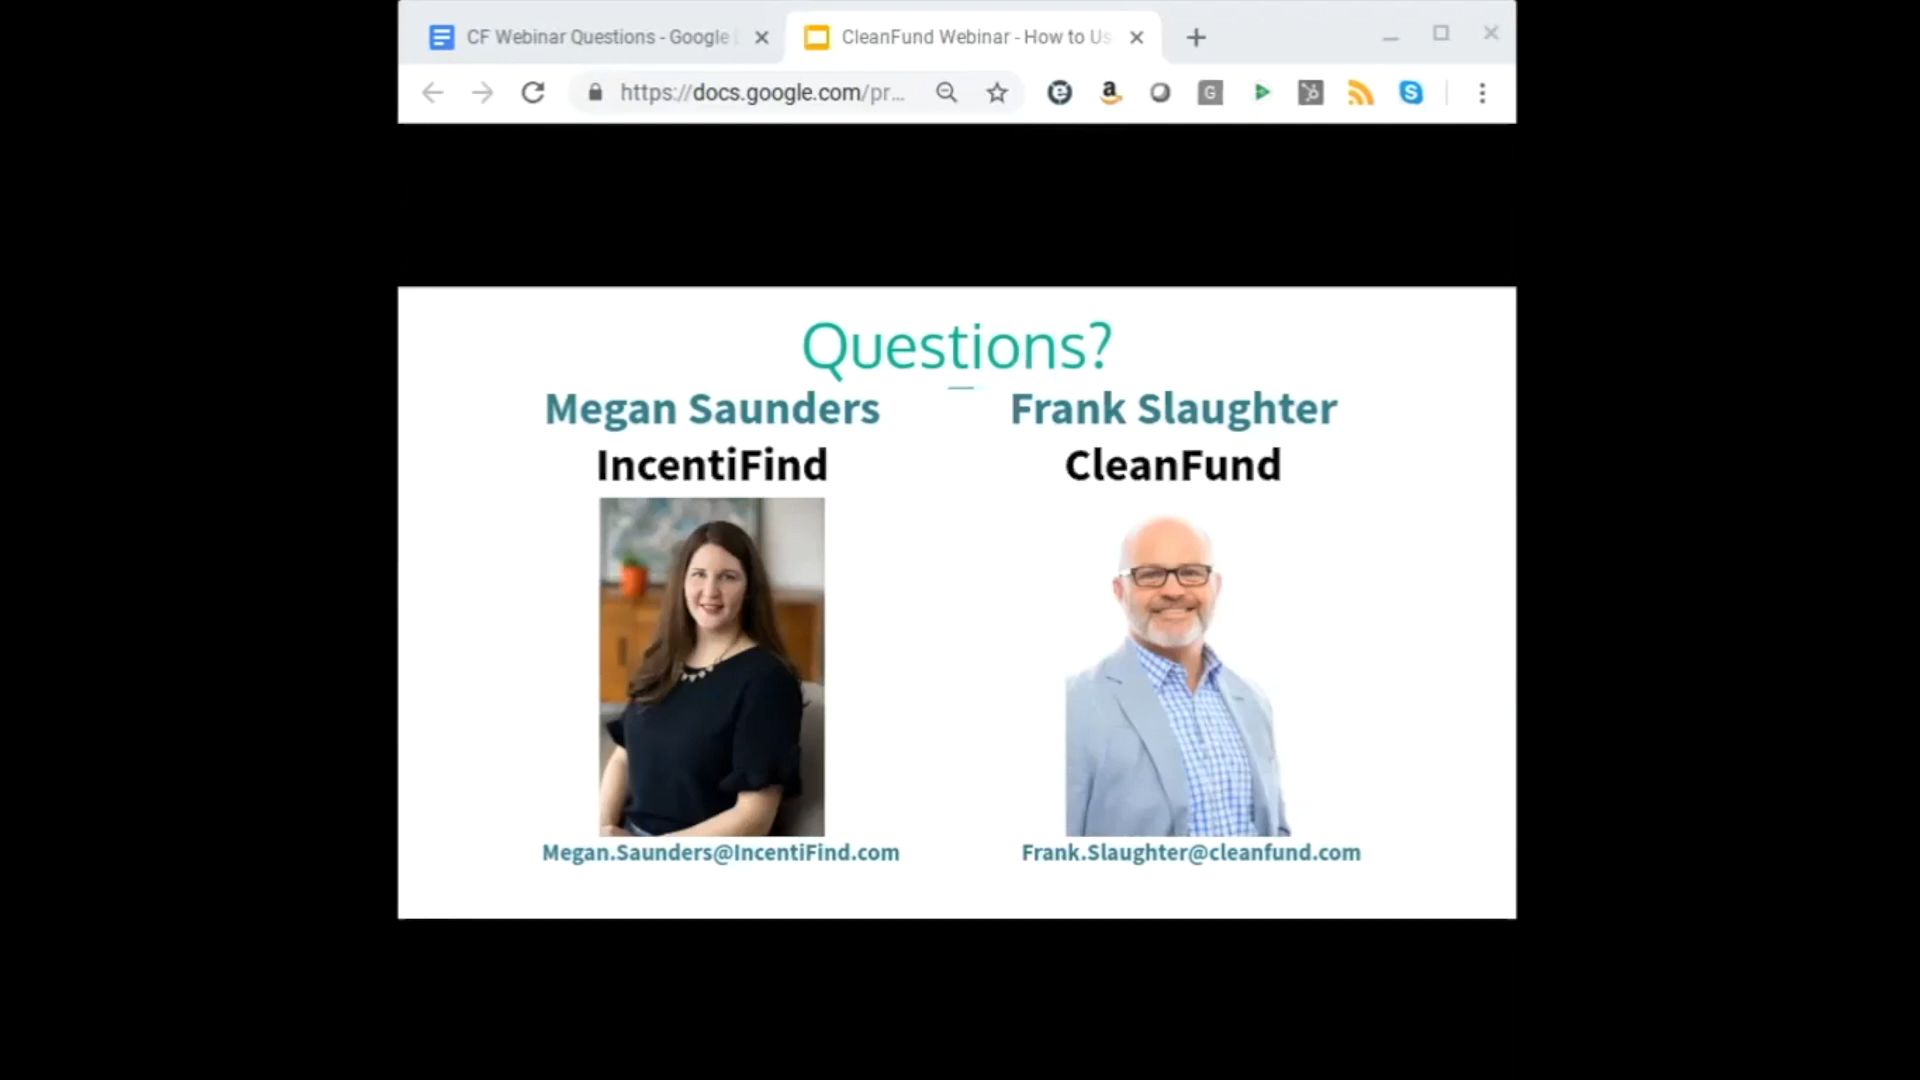 CF Webinar Questions - Google
CleanFund Webinar - How to Us
https://docs.google.com/pr...
Questions?
Megan Saunders
IncentiFind
Megan.Saunders@IncentiFind.com
Frank Slaughter
CleanFund
Frank.Slaughter@cleanfund.com